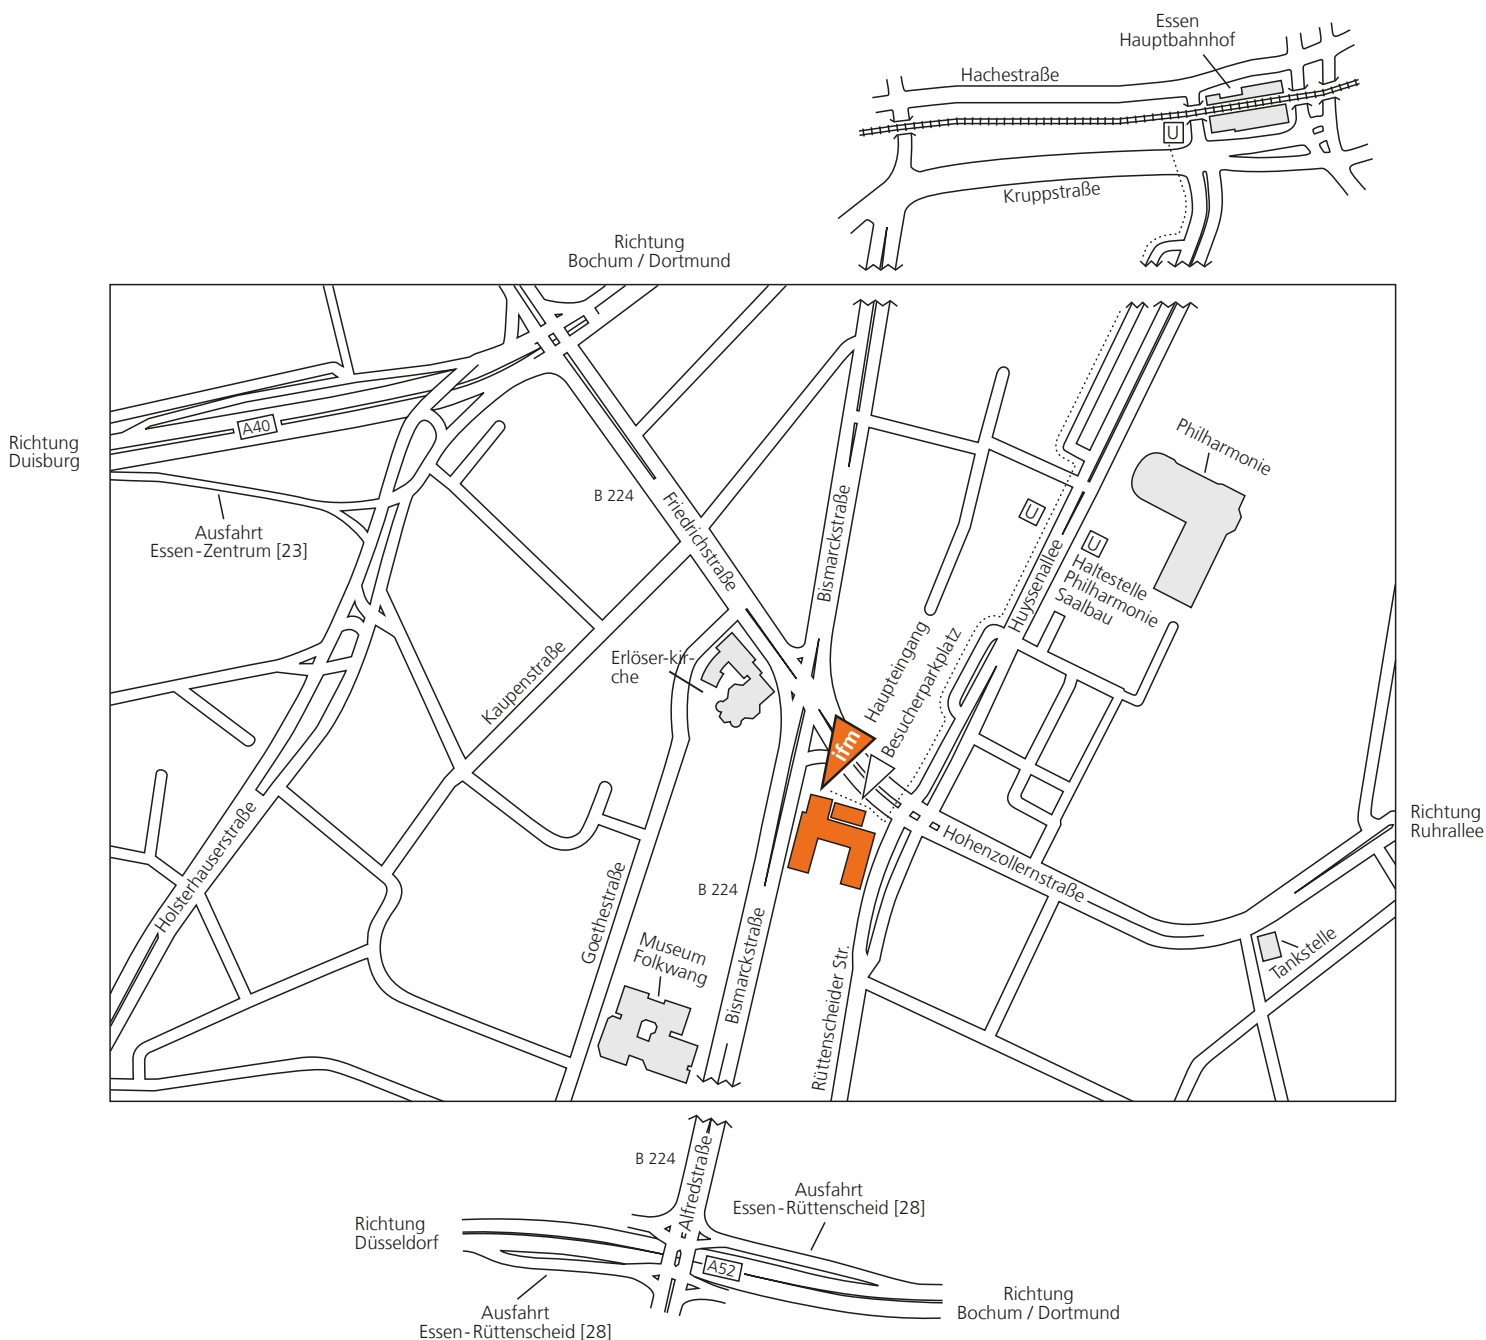 Essen
Hauptbahnhof
Hachestraße
U
Kruppstraße
Richtung
Bochum / Dortmund
Richtung
Duisburg
A40
Ausfahrt
Essen-Zentrum [23]
B 224
Friedrichstraße
Bismarckstraße
Philharmonie
U
U
Haltestelle
Philharmonie
Saalbau
Huyssenallee
Erlöser-kir-
che
Kaupenstraße
Haupteingang
Besucherparkplatz
ifm
Holsterhauserstraße
Goethestraße
B 224
Bismarckstraße
Museum
Folkwang
Rüttenscheider Str.
Hohenzollernstraße
Tankstelle
Richtung
Ruhrallee
B 224
Alfredstraße
Ausfahrt
Essen-Rüttenscheid [28]
Richtung
Düsseldorf
A52
Richtung
Bochum / Dortmund
Ausfahrt
Essen-Rüttenscheid [28]